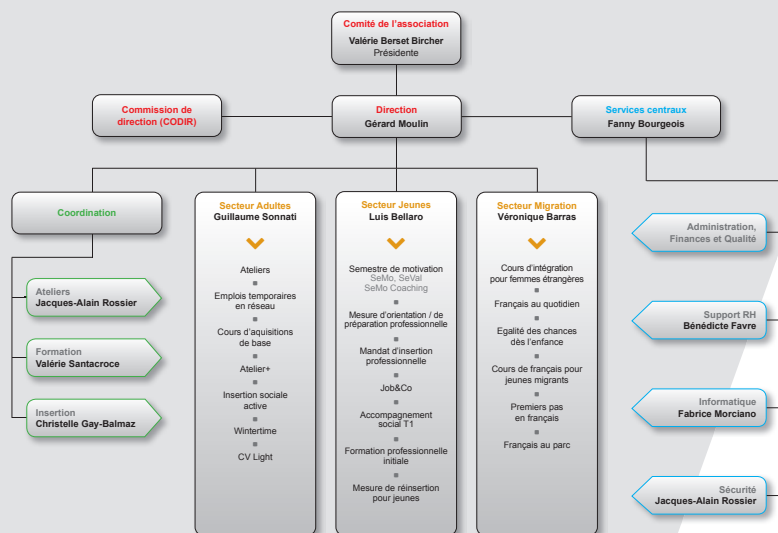 Comité de l'association
Valérie Berset Bircher
Présidente
Commission de
direction (CODIR)
Direction
Gérard Moulin
Services centraux
Fanny Bourgeois
Coordination
Ateliers
Jacques-Alain Rossier
Formation
Valérie Santacroce
Insertion
Christelle Gay-Balmaz
Secteur Adultes
Guillaume Sonnati
Ateliers
Emplois temporaires
en réseau
Cours d'aquisitions
de base
Atelier+
Insertion sociale
active
Wintertime
CV Light
Secteur Jeunes
Luis Bellaro
Semestre de motivation
SeMo, SeVal
SeMo Coaching
Mesure d'orientation / de
préparation professionelle
Mandat d'insertion
professionnelle
Job&Co
Accompagnement
social T1
Formation professionnelle
initiale
Mesure de réinsertion
pour jeunes
Secteur Migration
Véronique Barras
Cours d'intégration
pour femmes étrangères
Français au quotidien
Egalité des chances
dès l'enfance
Cours de français pour
jeunes migrants
Premiers pas
en français
Français au parc
Administration,
Finances et Qualité
Support RH
Bénédicte Favre
Informatique
Fabrice Morciano
Sécurité
Jacques-Alain Rossier